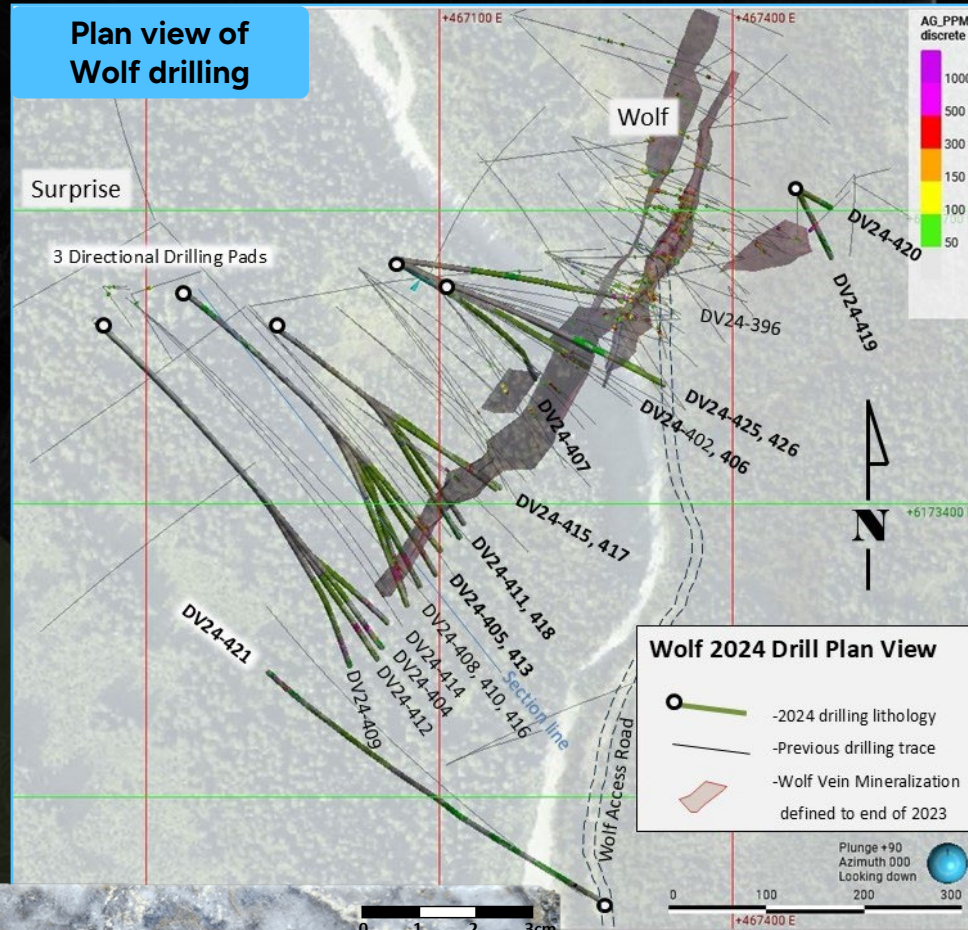 Plan view of
Wolf drilling
+467100 E
+467400 E
AG_PPM
discrete
1000
500
300
150
100
50
Wolf
Surprise
3 Directional Drilling Pads
DV24-420
DV24-419
DV24-396
DV24-425, 426
DV24-402, 406
DV24-407
DV24-415, 417
+6173400
N
DV24-411, 418
DV24-405, 413
DV24-408, 410, 416
DV24-414
DV24-404
DV24-412
DV24-409
DV24-421
Section line
Wolf Access Road
Wolf 2024 Drill Plan View
-2024 drilling lithology
-Previous drilling trace
-Wolf Vein Mineralization
defined to end of 2023
Plunge +90
Azimuth 000
Looking down
0 100 200 300
+467400 E
0 1 2 3cm